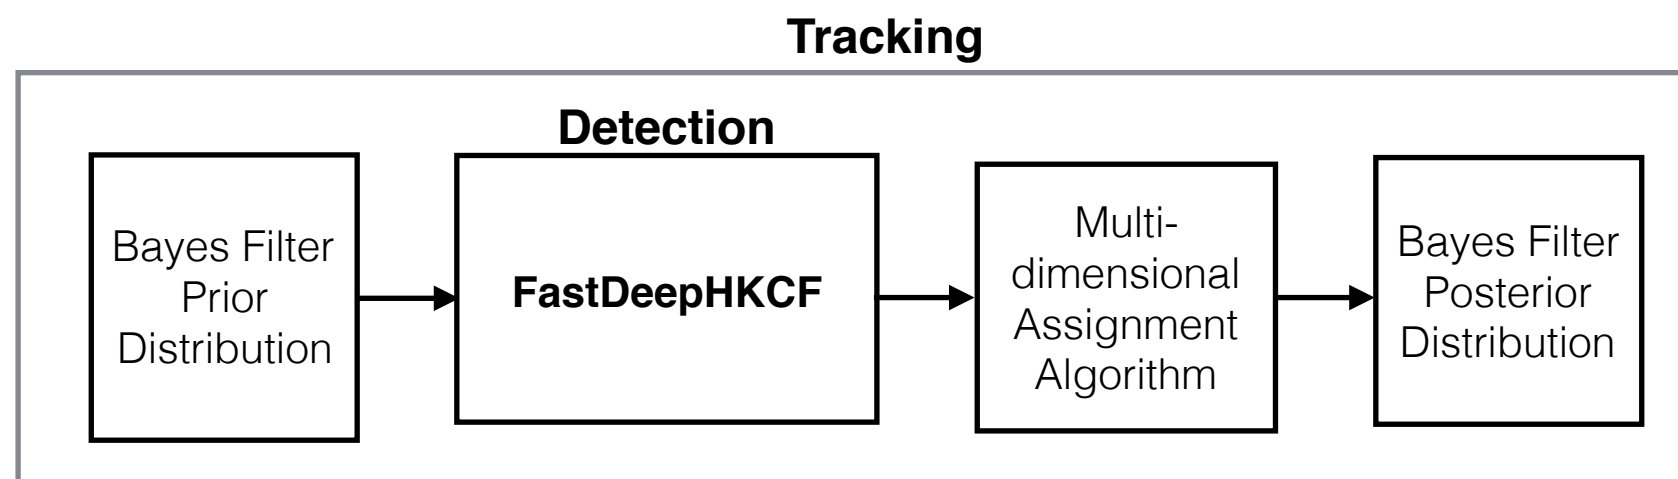 Tracking
Detection
Bayes Filter
Prior
Distribution
FastDeepHKCF
Multi-
dimensional
Assignment
Algorithm
Bayes Filter
Posterior
Distribution